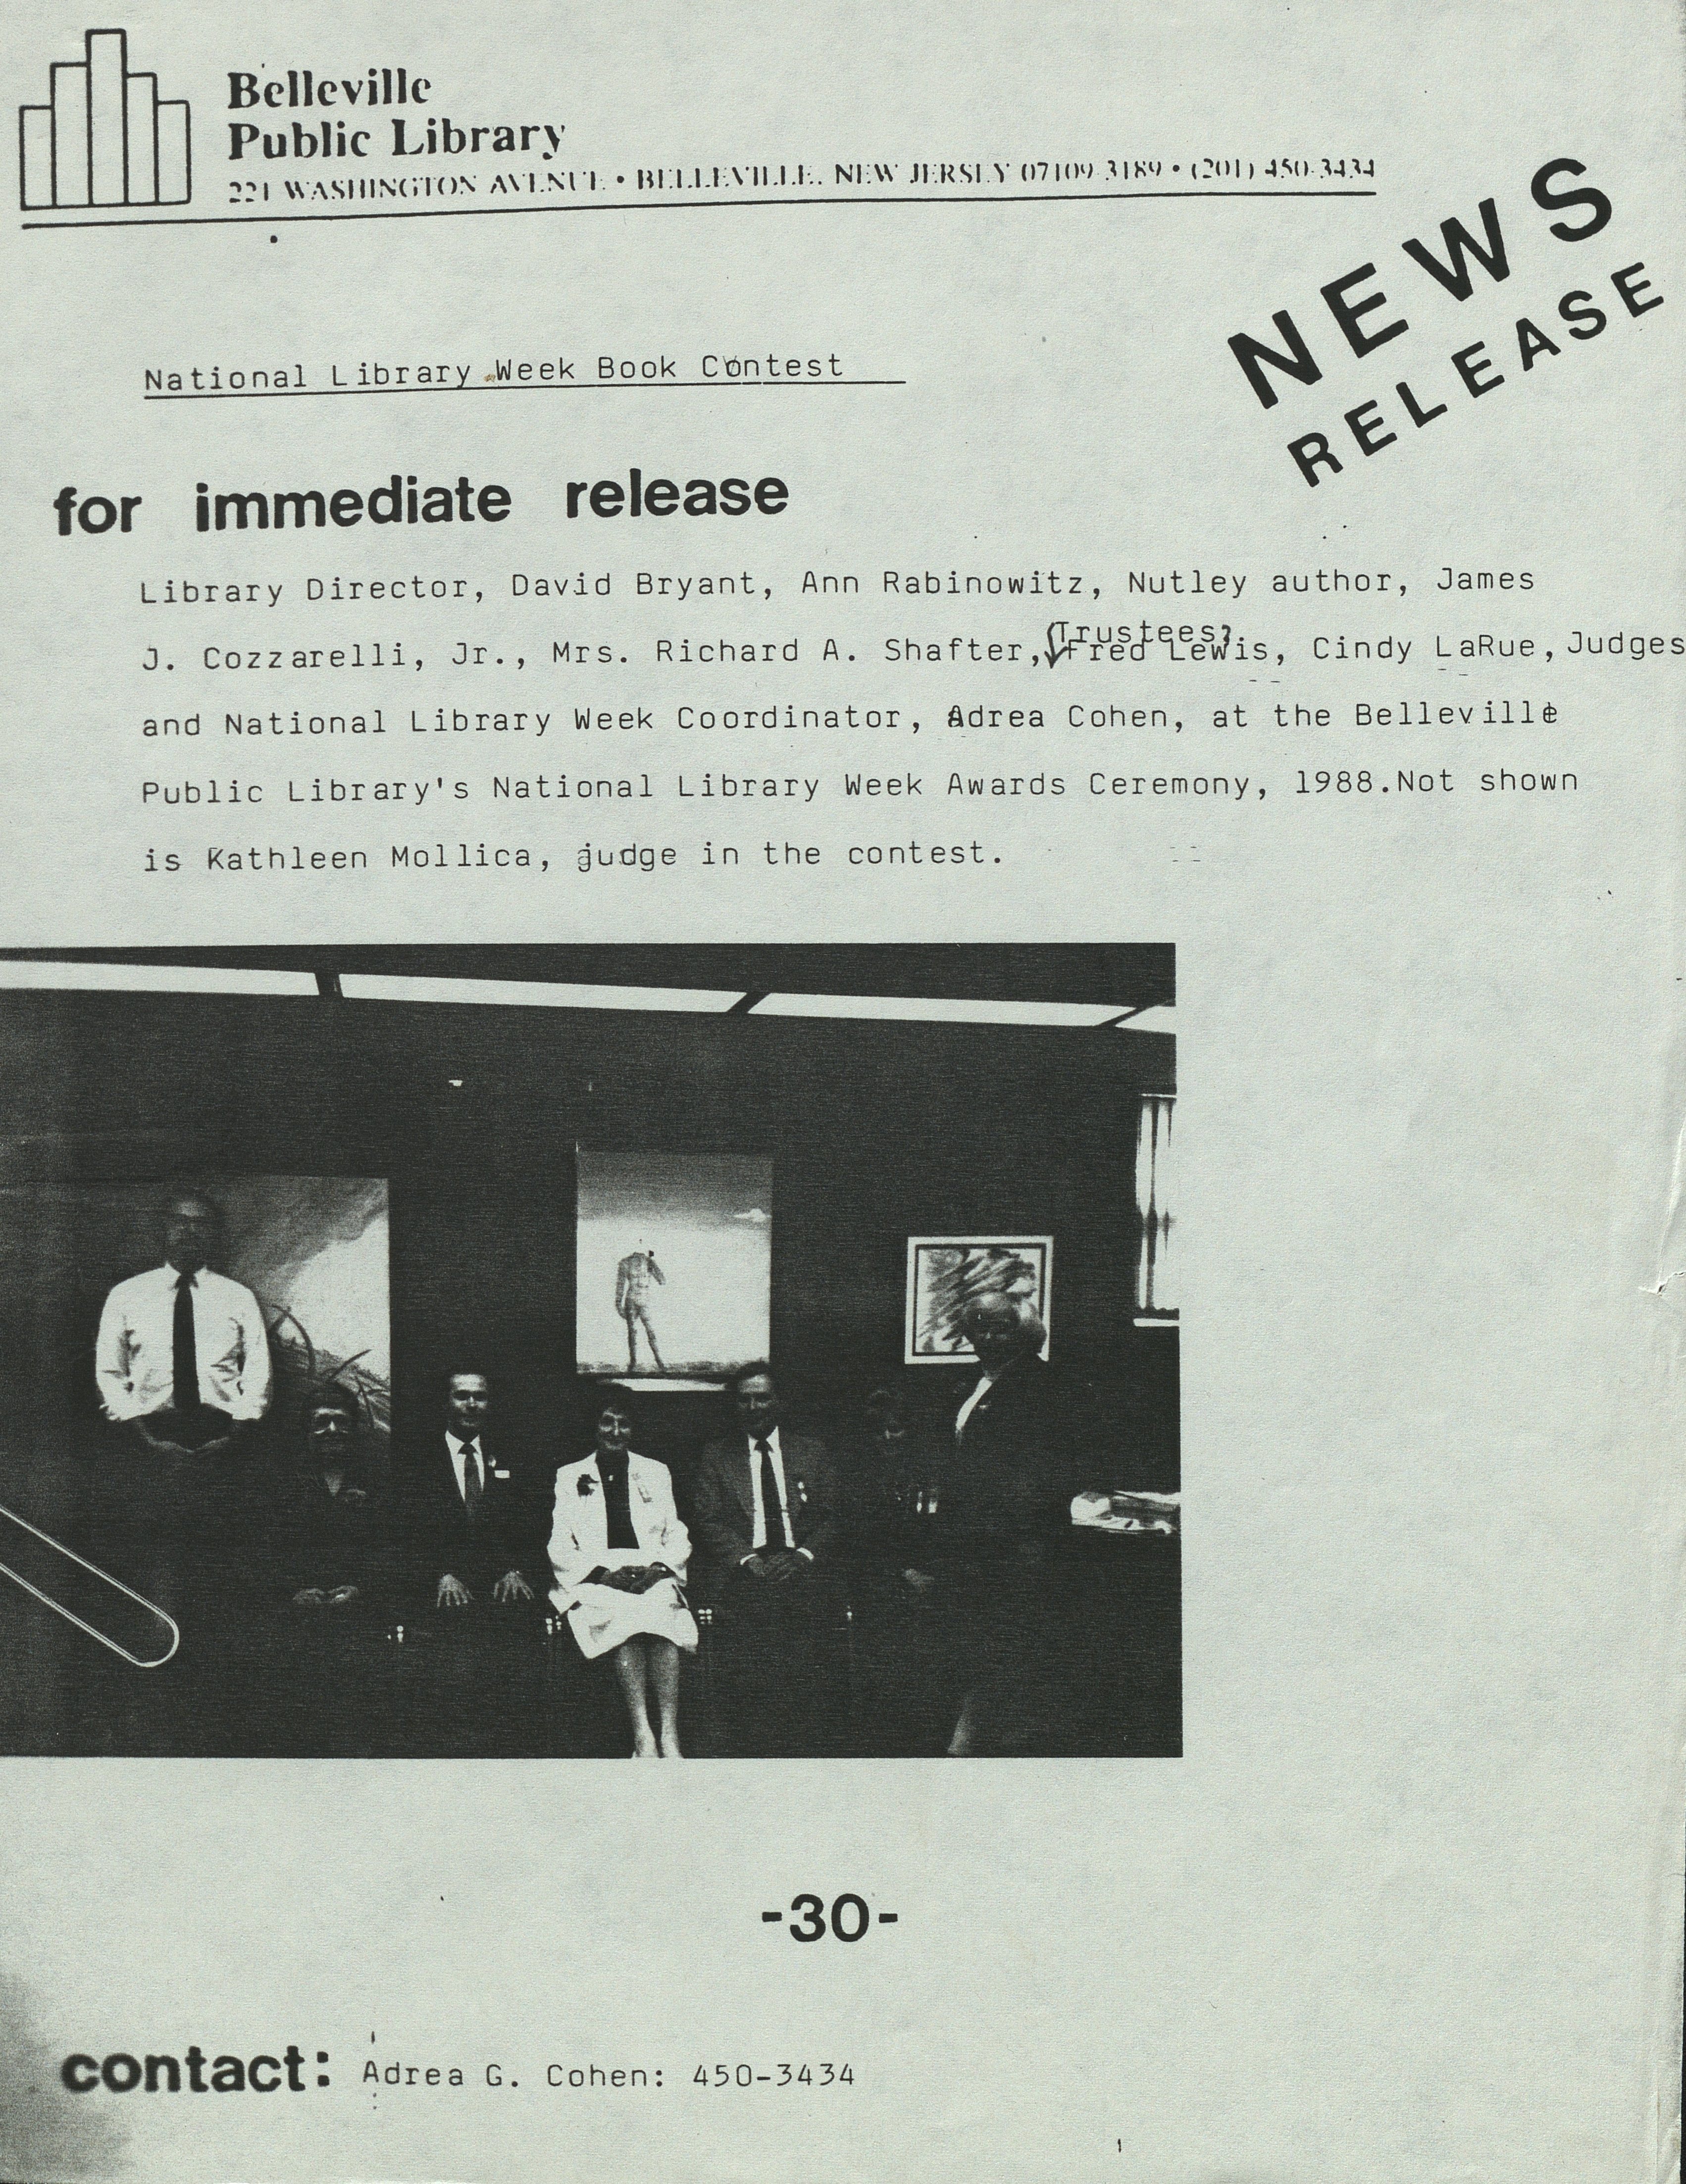 Belleville
Public Library
221 WASHINGTON AVENUE • BELLEVILLE, NEW JERSEY 07109-3189 • (201) 450-3434
NEWS
RELEASE
National Library Week Book Contest
for immediate release
Library Director, David Bryant, Ann Rabinowitz, Nutley author, James
Trustees,
J. Cozzarelli, Jr., Mrs. Richard A. Shafter, Fred Lewis, Cindy LaRue, Judges
and National Library Week Coordinator, Adrea Cohen, at the Belleville
Public Library's National Library Week Awards Ceremony, 1988.Not shown
is Kathleen Mollica, judge in the contest.
-30-
contact: Adrea G. Cohen: 450-3434